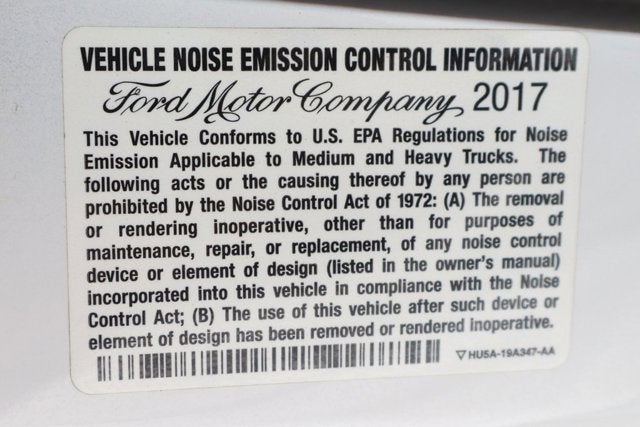 VEHICLE NOISE EMISSION CONTROL INFORMATION
Ford Motor Company 2017
This Vehicle Conforms to U.S. EPA Regulations for Noise
Emission Applicable to Medium and Heavy Trucks. The
following acts or the causing thereof by any person are
prohibited by the Noise Control Act of 1972: (A) The removal
or rendering inoperative, other than for purposes of
maintenance, repair, or replacement, of any noise control
device or element of design (listed in the owner's manual)
incorporated into this vehicle in compliance with the Noise
Control Act; (B) The use of this vehicle after such device or
element of design has been removed or rendered inoperative.
▽HU5A-19A347-AA